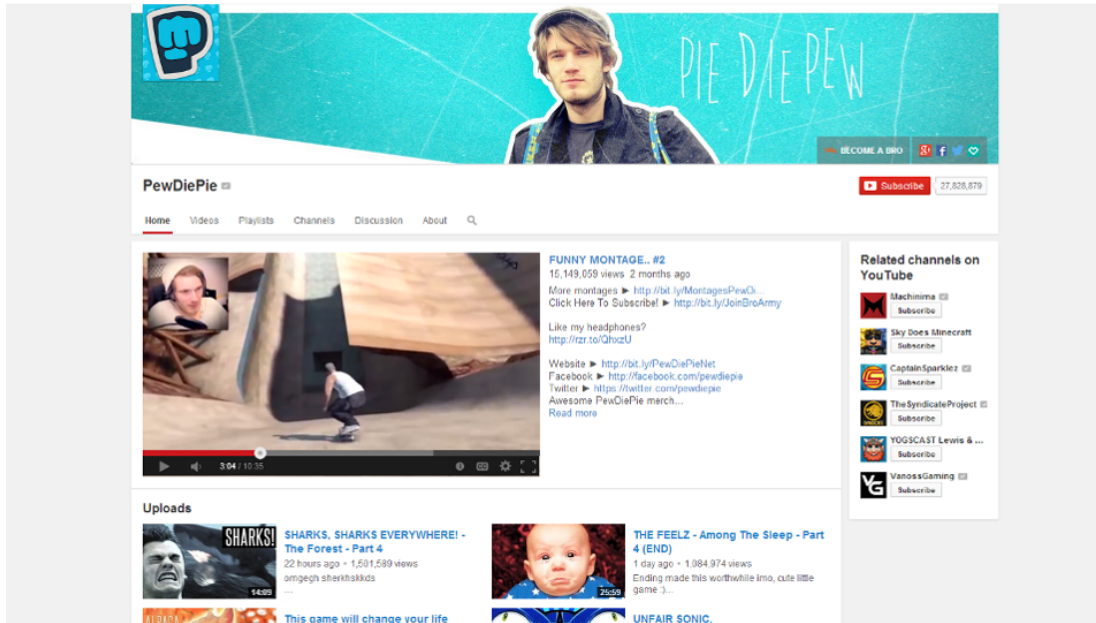 PIE DIE PEW
BECOME A BRO
PewDiePie
Subscribe 27,828,879
Home Videos Playlists Channels Discussion About
FUNNY MONTAGE.. #2
15,149,059 views 2 months ago
More montages ► http://bit.ly/MontagesPewDi...
Click Here To Subscribe! ► http://bit.ly/JoinBroArmy
Like my headphones?
http://rzr.to/QhxzU
Website ► http://bit.ly/PewDiePieNet
Facebook ► http://facebook.com/pewdiepie
Twitter ► https://twitter.com/pewdiepie
Awesome PewDiePie merch...
Read more
3:04 / 10:35
Related channels on
YouTube
Machinima
Subscribe
Sky Does Minecraft
Subscribe
CaptainSparklez
Subscribe
TheSyndicateProject
Subscribe
YOGSCAST Lewis & ...
Subscribe
VanossGaming
Subscribe
Uploads
SHARKS!
14:09
SHARKS, SHARKS EVERYWHERE! -
The Forest - Part 4
22 hours ago • 1,501,589 views
omgegh sherkhskkds
...
25:59
THE FEELZ - Among The Sleep - Part
4 (END)
1 day ago • 1,084,974 views
Ending made this worthwhile imo, cute little
game :)...
This game will change your life
UNFAIR SONIC.